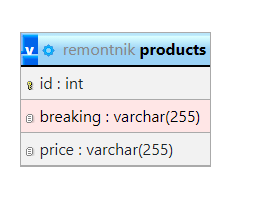 v remontnik products
id : int
breaking : varchar(255)
price : varchar(255)